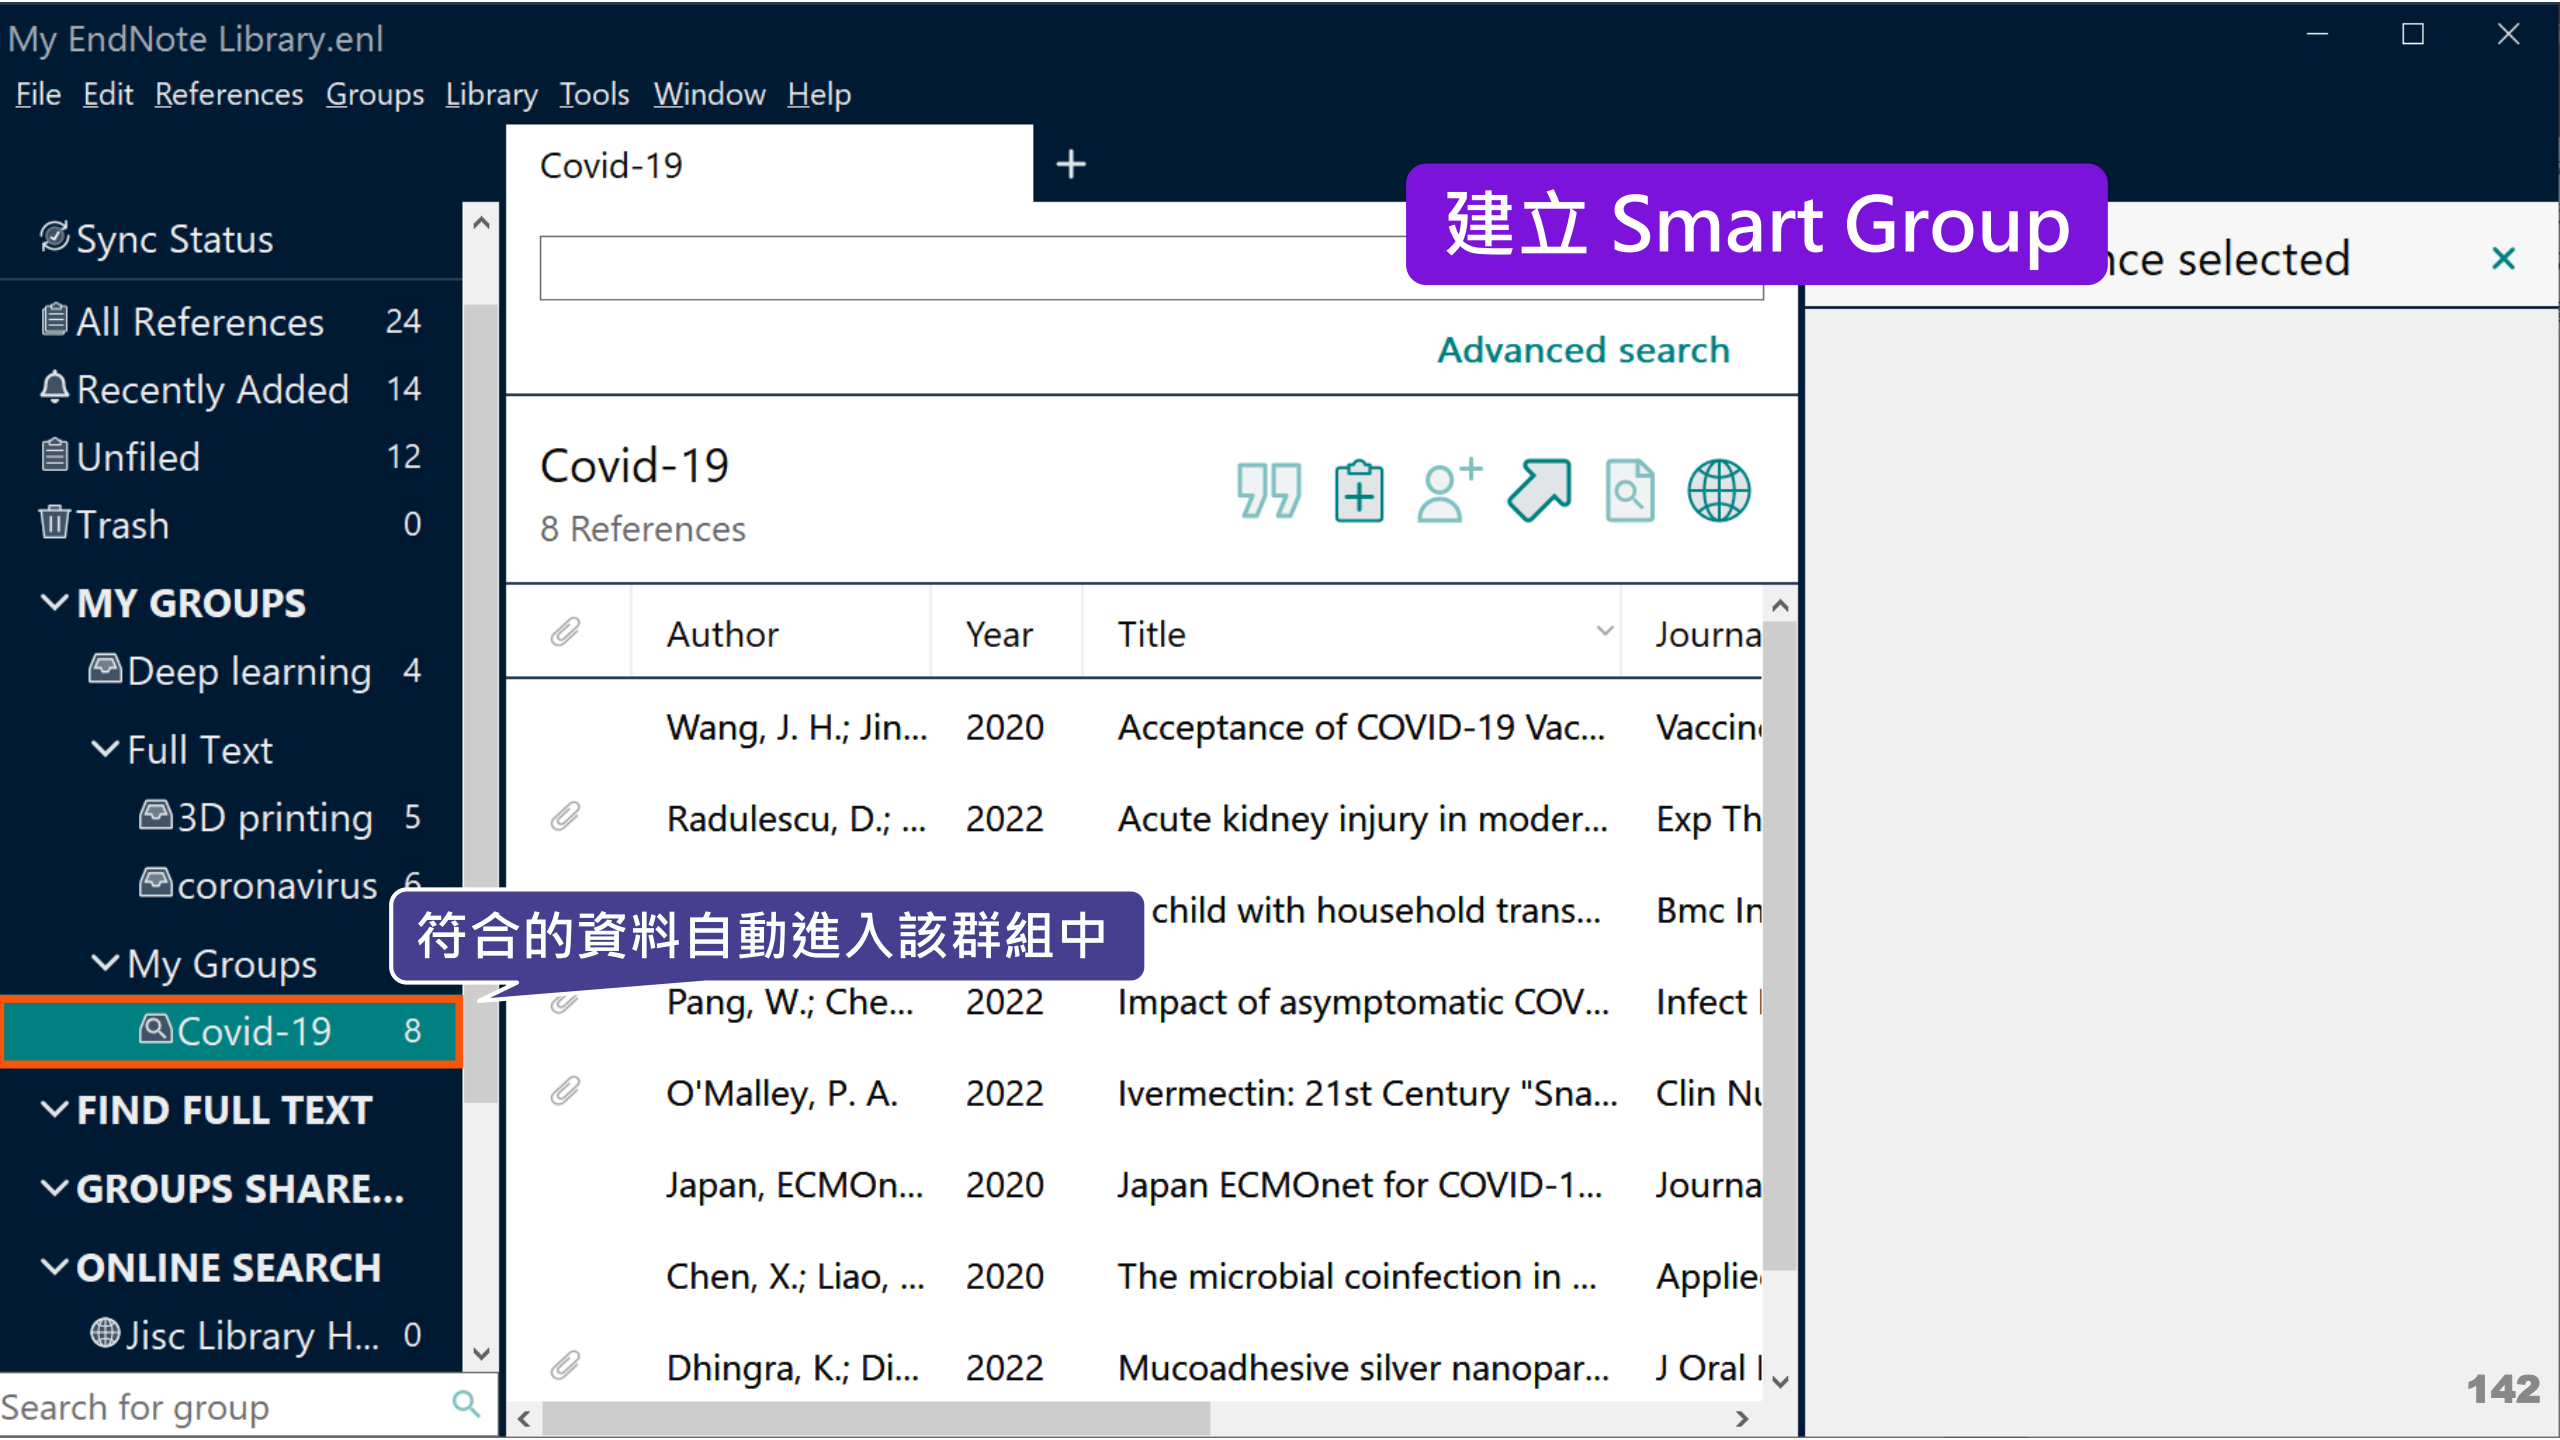 My EndNote Library.enl
File Edit References Groups Library Tools Window Help
Covid-19
建立 Smart Group
selected
Sync Status
All References 24
Recently Added 14
Unfiled 12
Trash 0
MY GROUPS
Deep learning 4
Full Text
3D printing 5
coronavirus 6
My Groups
Covid-19 8
FIND FULL TEXT
GROUPS SHARE...
ONLINE SEARCH
Jisc Library H... 0
Search for group
Advanced search
Covid-19
8 References
Author Year Title Journa
Wang, J. H.; Jin... 2020 Acceptance of COVID-19 Vac... Vaccin
Radulescu, D.; ... 2022 Acute kidney injury in moder... Exp Th
child with household trans... Bmc In
符合的資料自動進入該群組中
Pang, W.; Che... 2022 Impact of asymptomatic COV... Infect
O'Malley, P. A. 2022 Ivermectin: 21st Century "Sna... Clin Nu
Japan, ECMOn... 2020 Japan ECMOnet for COVID-1... Journa
Chen, X.; Liao, ... 2020 The microbial coinfection in ... Applie
Dhingra, K.; Di... 2022 Mucoadhesive silver nanopar... J Oral
142